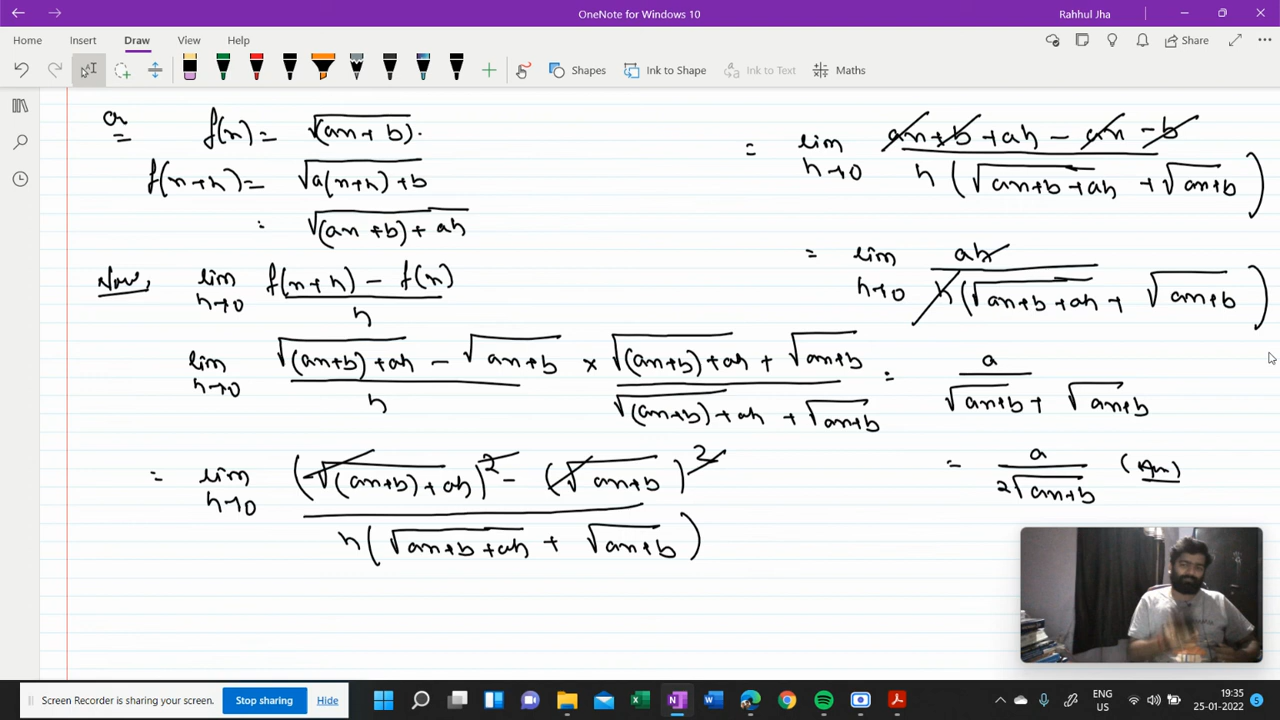 OneNote for Windows 10
Rahhul Jha
Home Insert Draw View Help
Share
Shapes Ink to Shape Ink to Text Maths
Q
f(x) = √(ax+b).
f(x+h) = √a(x+h)+b
= √(ax+b)+ah
Now, lim h→0 f(x+h) - f(x) / h
lim h→0 √(ax+b)+ah - √ax+b / h × √(ax+b)+ah + √ax+b / √(ax+b)+ah + √ax+b
= lim h→0 (√(ax+b)+ah)² - (√ax+b)² / h(√ax+b+ah + √ax+b)
= lim h→0 ax+b+ah - ax - b / h(√ax+b+ah + √ax+b)
= lim h→0 ah / h(√ax+b+ah + √ax+b)
= a / √ax+b + √ax+b
= a / 2√ax+b (Ans)
Screen Recorder is sharing your screen. Stop sharing Hide
ENG
US
19:35
25-01-2022
5